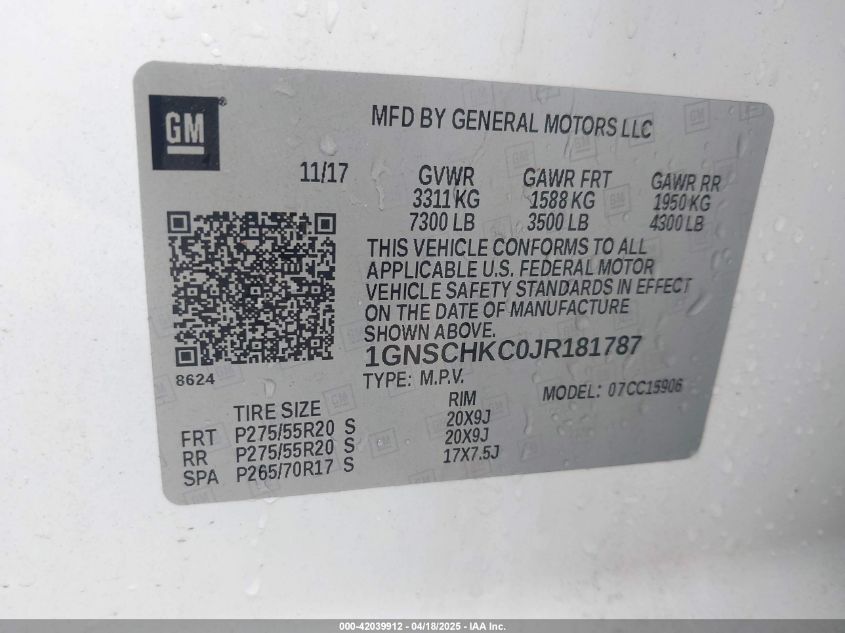 GM
MFD BY GENERAL MOTORS LLC
11/17
GVWR GAWR FRT GAWR RR
3311 KG 1588 KG 1950 KG
7300 LB 3500 LB 4300 LB
THIS VEHICLE CONFORMS TO ALL
APPLICABLE U.S. FEDERAL MOTOR
VEHICLE SAFETY STANDARDS IN EFFECT
ON THE DATE OF MANUFACTURE
SHOWN ABOVE.
1GNSCHKC0JR181787
8624
TYPE: M.P.V. MODEL: 07CC15906
TIRE SIZE RIM
FRT P275/55R20 S 20X9J
RR P275/55R20 S 20X9J
SPA P265/70R17 S 17X7.5J
000-42039912 - 04/18/2025 - IAA Inc.